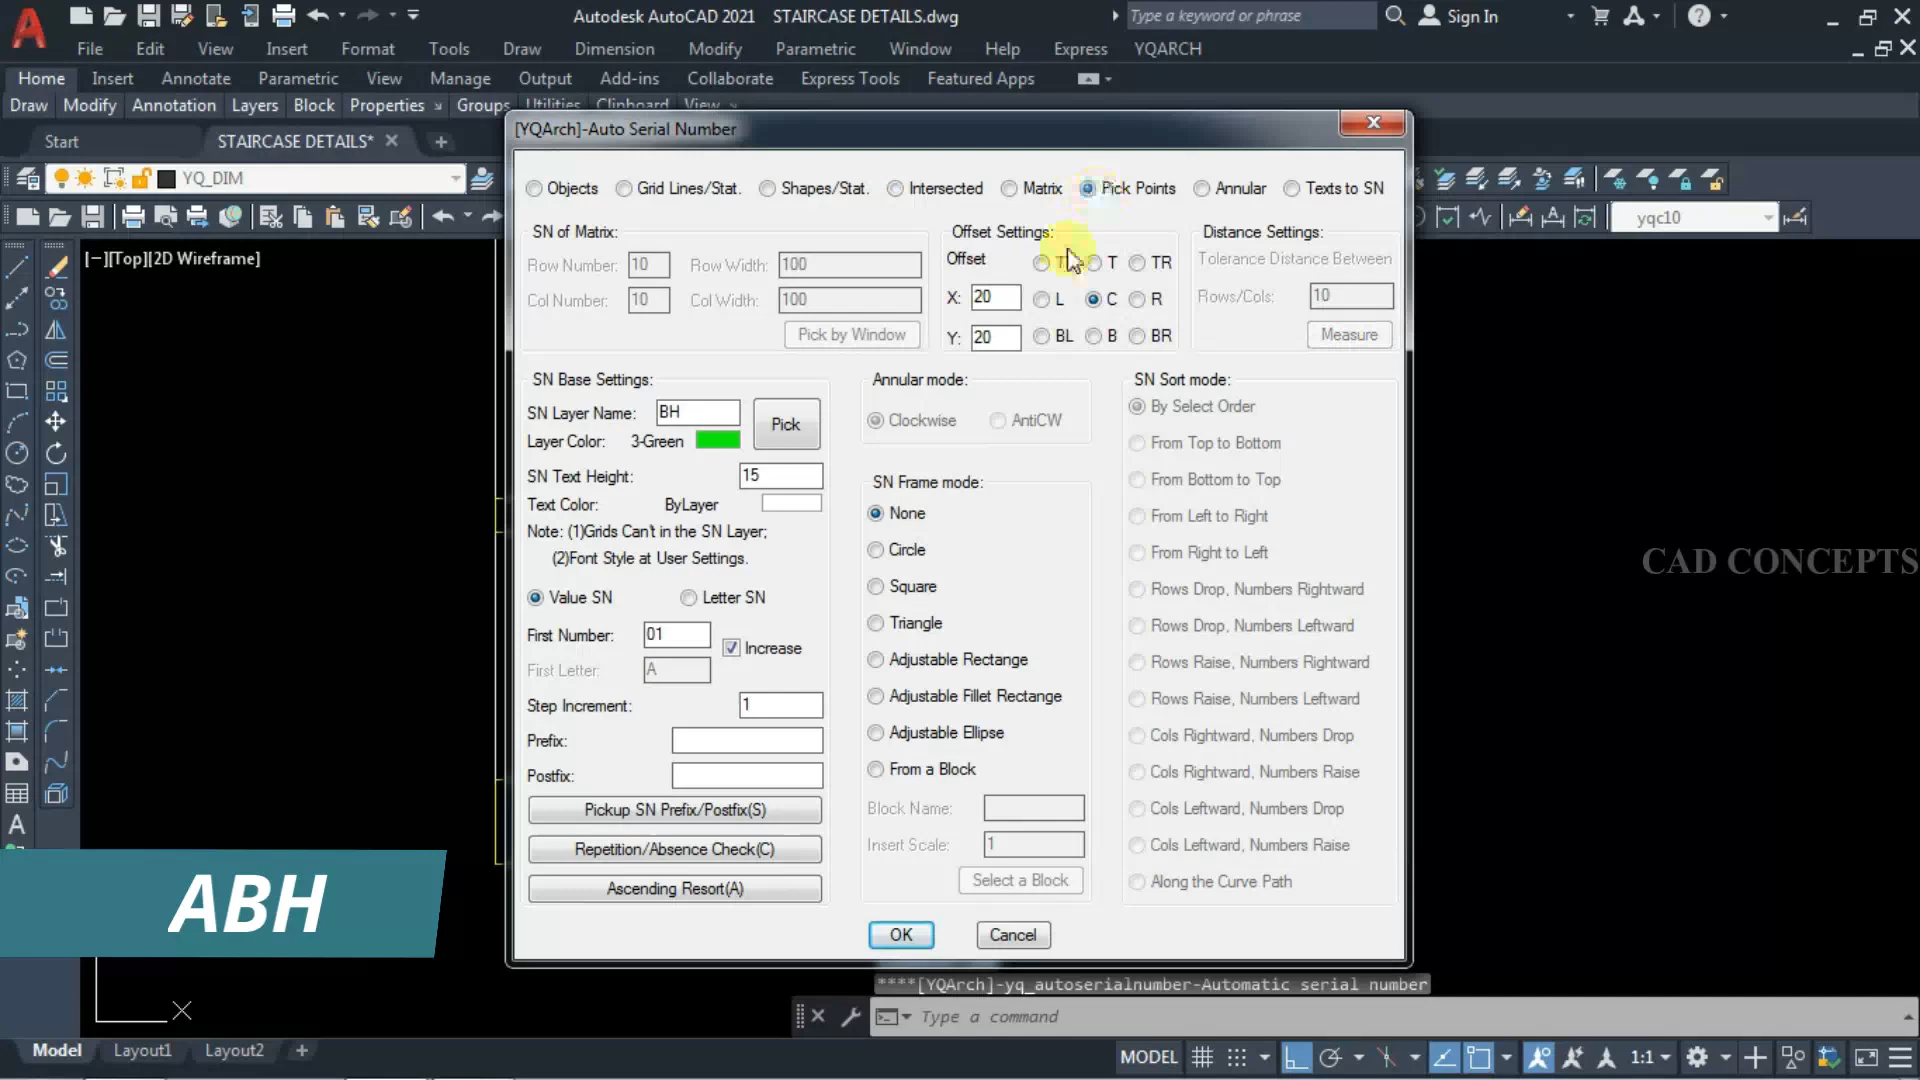 Autodesk AutoCAD 2021 STAIRCASE DETAILS.dwg
Type a keyword or phrase
Sign In
File Edit View Insert Format Tools Draw Dimension Modify Parametric Window Help Express YQARCH
Home Insert Annotate Parametric View Manage Output Add-ins Collaborate Express Tools Featured Apps
Draw Modify Annotation Layers Block Properties Groups Utilities Clipboard View
Start STAIRCASE DETAILS*
YQ_DIM
yqc10
[−][Top][2D Wireframe]
[YQArch]-Auto Serial Number
Objects Grid Lines/Stat. Shapes/Stat. Intersected Matrix Pick Points Annular Texts to SN
SN of Matrix:
Row Number: 10 Row Width: 100
Col Number: 10 Col Width: 100
Pick by Window
Offset Settings:
Offset T TR
X: 20 L C R
Y: 20 BL B BR
Distance Settings:
Tolerance Distance Between
Rows/Cols: 10
Measure
SN Base Settings:
SN Layer Name: BH
Pick
Layer Color: 3-Green
SN Text Height: 15
Text Color: ByLayer
Note: (1)Grids Can't in the SN Layer;
(2)Font Style at User Settings.
Value SN Letter SN
First Number: 01
Increase
First Letter: A
Step Increment: 1
Prefix:
Postfix:
Pickup SN Prefix/Postfix(S)
Repetition/Absence Check(C)
Ascending Resort(A)
Annular mode:
Clockwise AntiCW
SN Frame mode:
None
Circle
Square
Triangle
Adjustable Rectange
Adjustable Fillet Rectange
Adjustable Ellipse
From a Block
Block Name:
Insert Scale: 1
Select a Block
SN Sort mode:
By Select Order
From Top to Bottom
From Bottom to Top
From Left to Right
From Right to Left
Rows Drop, Numbers Rightward
Rows Drop, Numbers Leftward
Rows Raise, Numbers Rightward
Rows Raise, Numbers Leftward
Cols Rightward, Numbers Drop
Cols Rightward, Numbers Raise
Cols Leftward, Numbers Drop
Cols Leftward, Numbers Raise
Along the Curve Path
OK Cancel
CAD CONCEPTS
ABH
X
****[YQArch]-yq_autoserialnumber-Automatic serial number
Type a command
Model Layout1 Layout2
MODEL 1:1